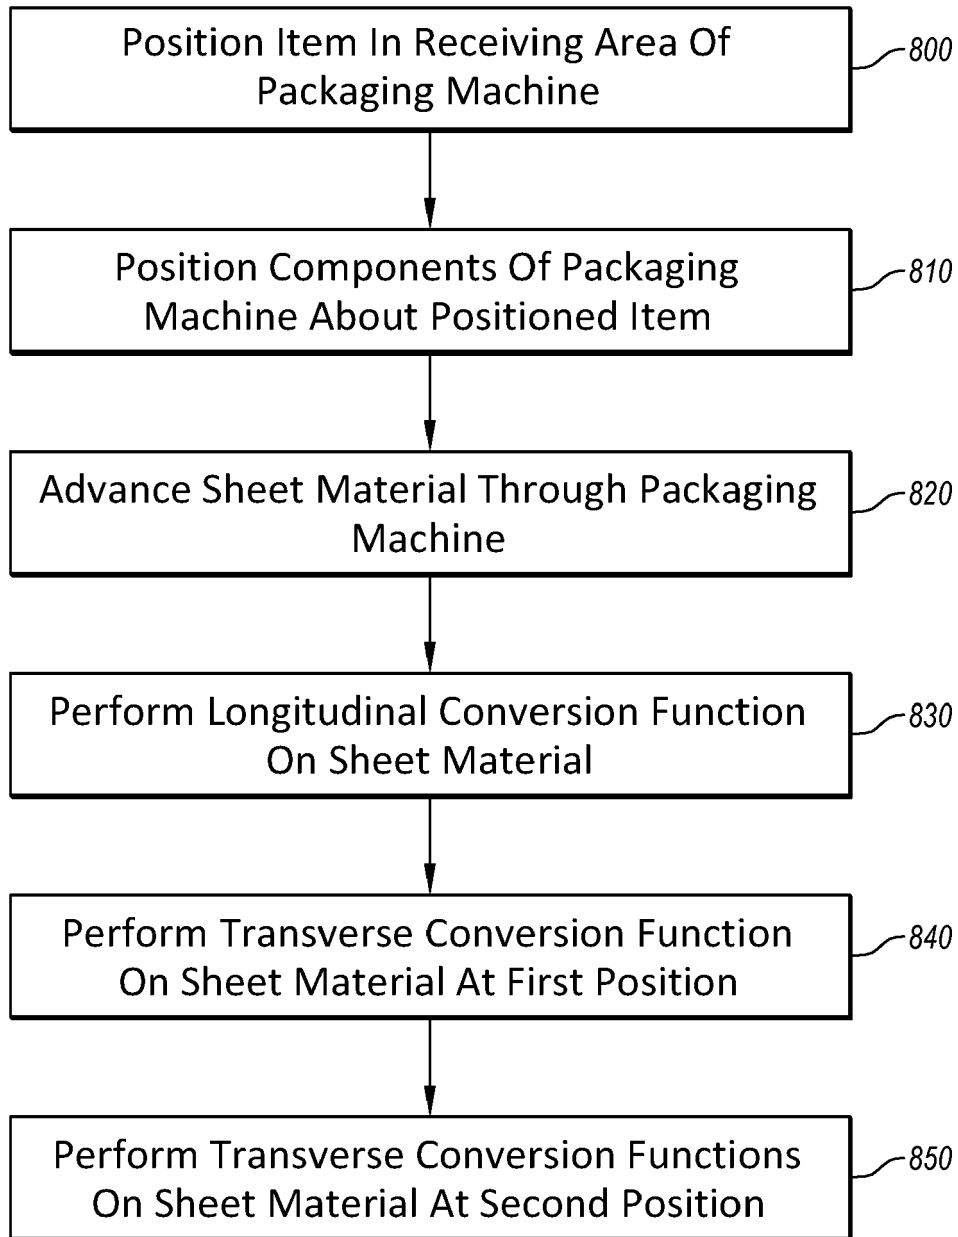 Position Item In Receiving Area Of
Packaging Machine
800
Position Components Of Packaging
Machine About Positioned Item
810
Advance Sheet Material Through Packaging
Machine
820
Perform Longitudinal Conversion Function
On Sheet Material
830
Perform Transverse Conversion Function
On Sheet Material At First Position
840
Perform Transverse Conversion Functions
On Sheet Material At Second Position
850